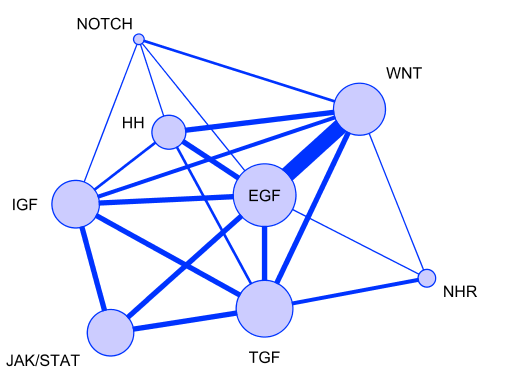 NOTCH
WNT
HH
EGF
IGF
NHR
TGF
JAK/STAT